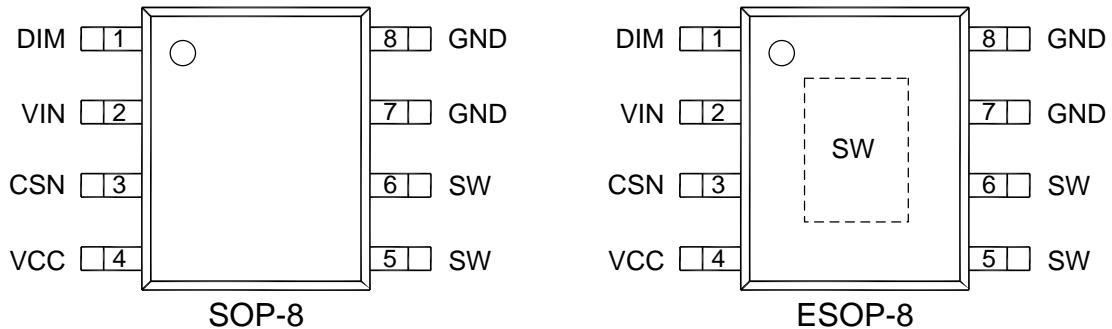 DIM 1 8 GND
VIN 2 7 GND
CSN 3 6 SW
VCC 4 5 SW
SOP-8
DIM 1 8 GND
VIN 2 7 GND
SW
CSN 3 6 SW
VCC 4 5 SW
ESOP-8